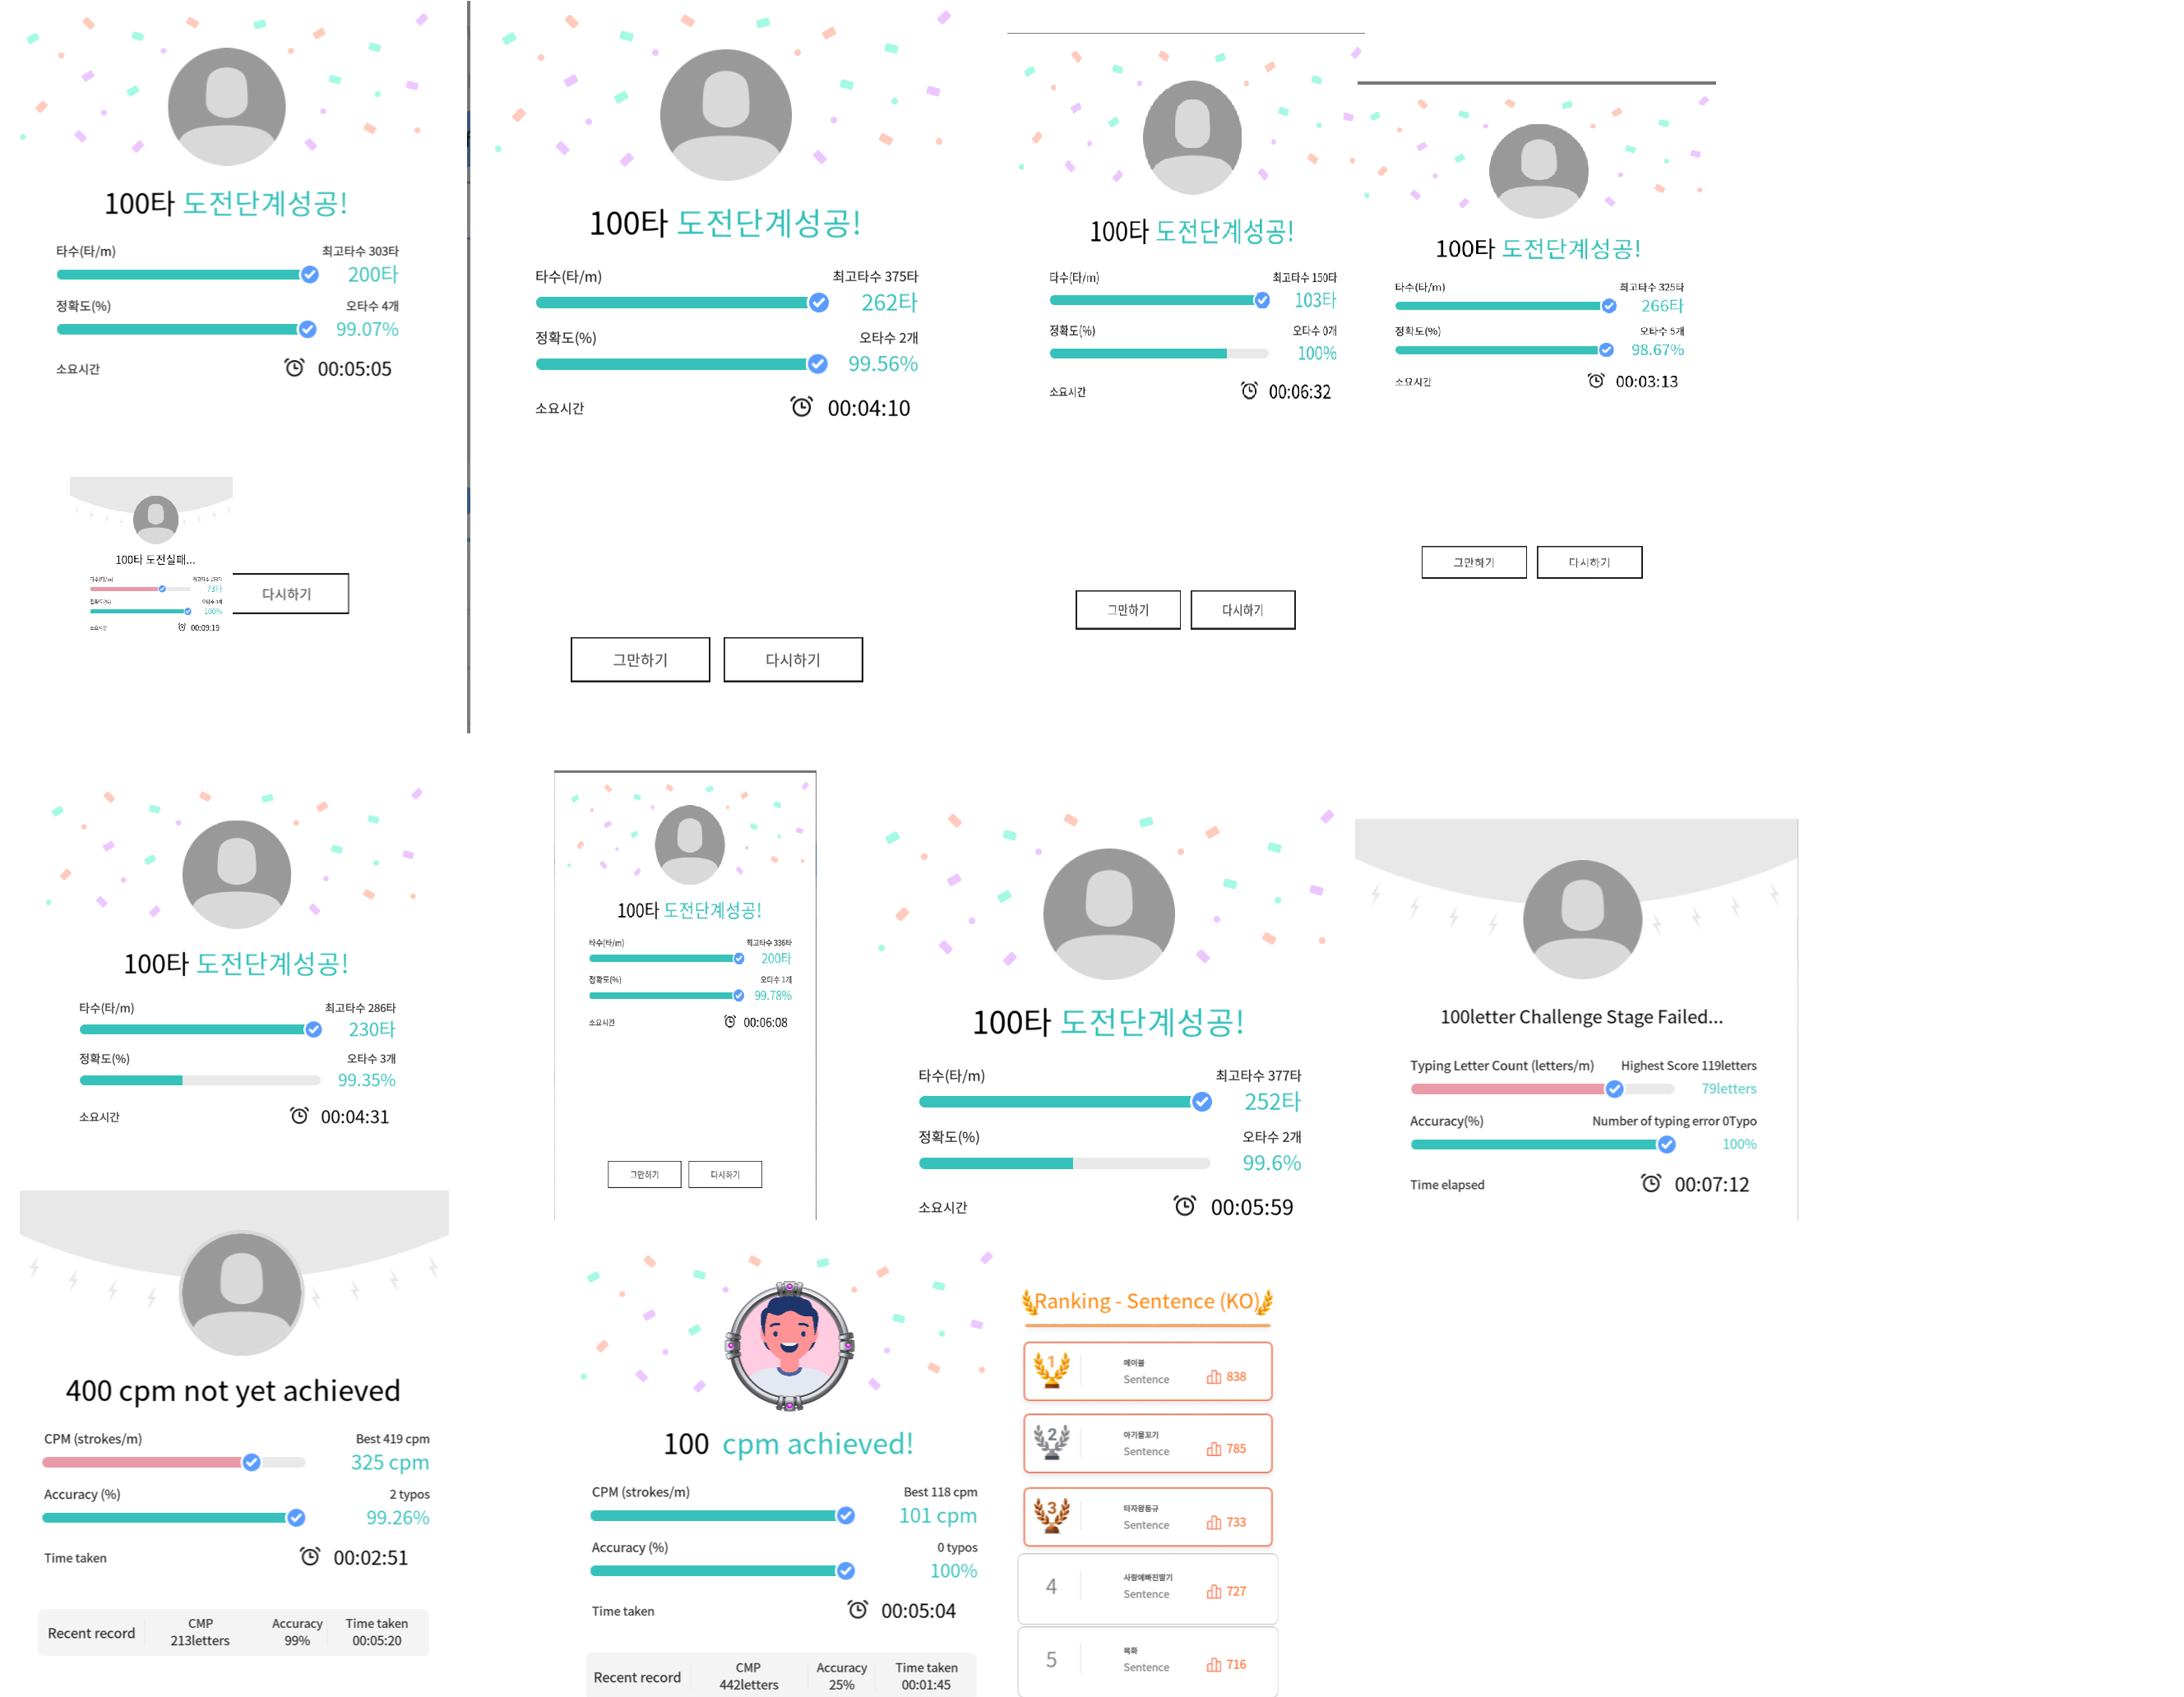 100타 도전단계성공!
타수(타/m) 최고타수 303타
200타
정확도(%) 오타수 4개
99.07%
소요시간 00:05:05
100타 도전실패...
타수(타/m)
73타
정확도(%)
100%
소요시간 00:09:19
다시하기
100타 도전단계성공!
타수(타/m) 최고타수 375타
262타
정확도(%) 오타수 2개
99.56%
소요시간 00:04:10
그만하기 다시하기
100타 도전단계성공!
타수(타/m) 최고타수 150타
103타
정확도(%) 오타수 0개
100%
소요시간 00:06:32
그만하기 다시하기
100타 도전단계성공!
타수(타/m) 최고타수 325타
266타
정확도(%) 오타수 5개
98.67%
소요시간 00:03:13
그만하기 다시하기
100타 도전단계성공!
타수(타/m) 최고타수 286타
230타
정확도(%) 오타수 3개
99.35%
소요시간 00:04:31
100타 도전단계성공!
타수(타/m) 최고타수 336타
200타
정확도(%) 오타수 1개
99.78%
소요시간 00:06:08
그만하기 다시하기
100타 도전단계성공!
타수(타/m) 최고타수 377타
252타
정확도(%) 오타수 2개
99.6%
소요시간 00:05:59
100letter Challenge Stage Failed...
Typing Letter Count (letters/m) Highest Score 119letters
79letters
Accuracy(%) Number of typing error 0Typo
100%
Time elapsed 00:07:12
400 cpm not yet achieved
CPM (strokes/m) Best 419 cpm
325 cpm
Accuracy (%) 2 typos
99.26%
Time taken 00:02:51
Recent record
CMP Accuracy Time taken
213letters 99% 00:05:20
100 cpm achieved!
CPM (strokes/m) Best 118 cpm
101 cpm
Accuracy (%) 0 typos
100%
Time taken 00:05:04
Recent record
CMP Accuracy Time taken
442letters 25% 00:01:45
Ranking - Sentence (KO)
1 메이블
Sentence 838
2 아기물꼬기
Sentence 785
3 타자왕동규
Sentence 733
4 사랑에빠진딸기
Sentence 727
5 목화
Sentence 716